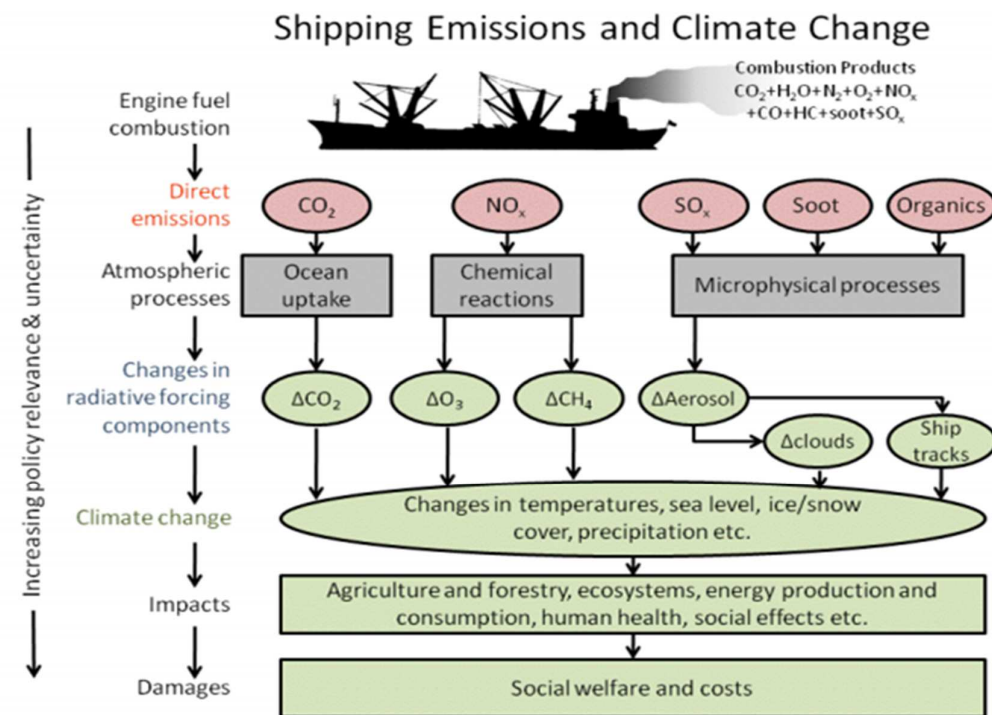 Shipping Emissions and Climate Change
Combustion Products
CO₂+H₂O+N₂+O₂+NOₓ
+CO+HC+soot+SOₓ
Engine fuel
combustion
Increasing policy relevance & uncertainty
Direct
emissions
CO₂
NOₓ
SOₓ
Soot
Organics
Atmospheric
processes
Ocean
uptake
Chemical
reactions
Microphysical processes
Changes in
radiative forcing
components
ΔCO₂
ΔO₃
ΔCH₄
ΔAerosol
Δclouds
Ship
tracks
Climate change
Changes in temperatures, sea level, ice/snow
cover, precipitation etc.
Impacts
Agriculture and forestry, ecosystems, energy production and
consumption, human health, social effects etc.
Damages
Social welfare and costs